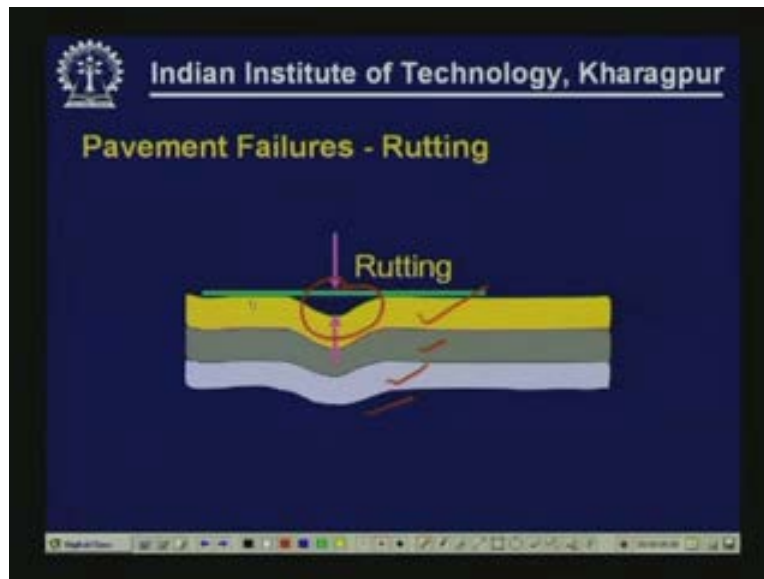 Indian Institute of Technology, Kharagpur
Pavement Failures - Rutting
Rutting